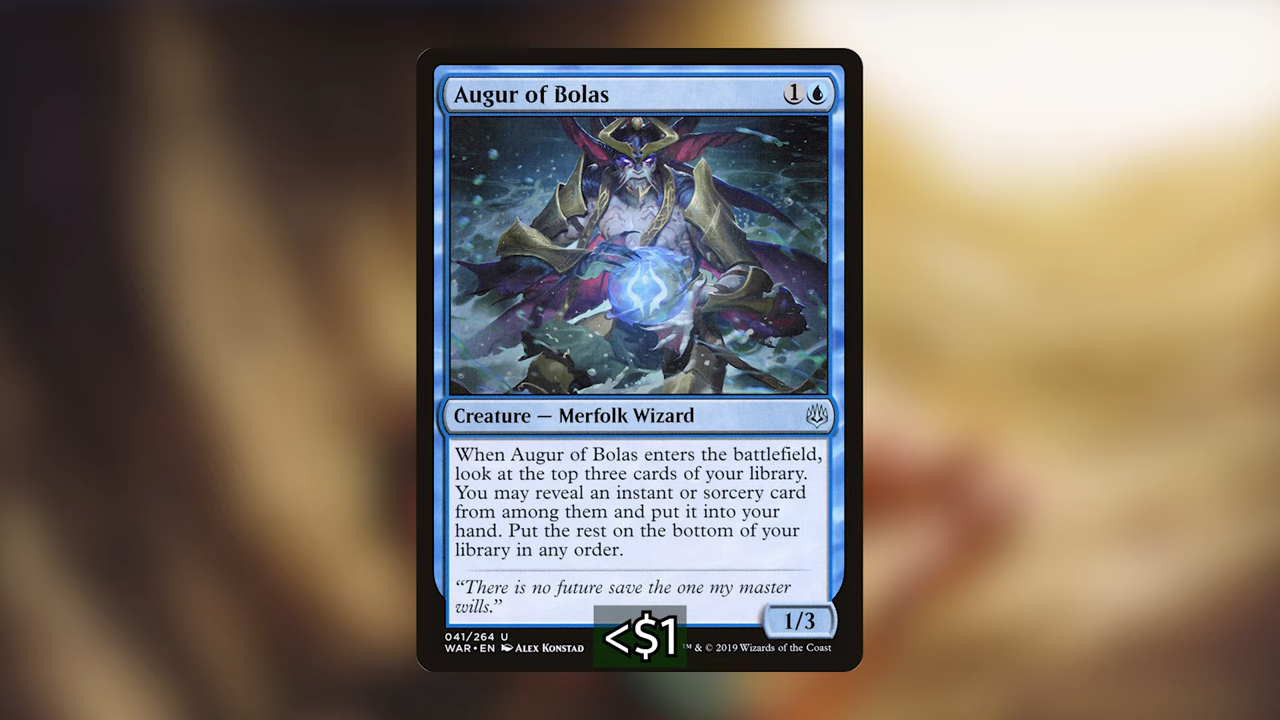 Augur of Bolas 1
Creature — Merfolk Wizard
When Augur of Bolas enters the battlefield,
look at the top three cards of your library.
You may reveal an instant or sorcery card
from among them and put it into your
hand. Put the rest on the bottom of your
library in any order.
“There is no future save the one my master
wills.”
1/3
<$1
041/264 U
WAR • EN ALEX KONSTAD ™ & © 2019 Wizards of the Coast